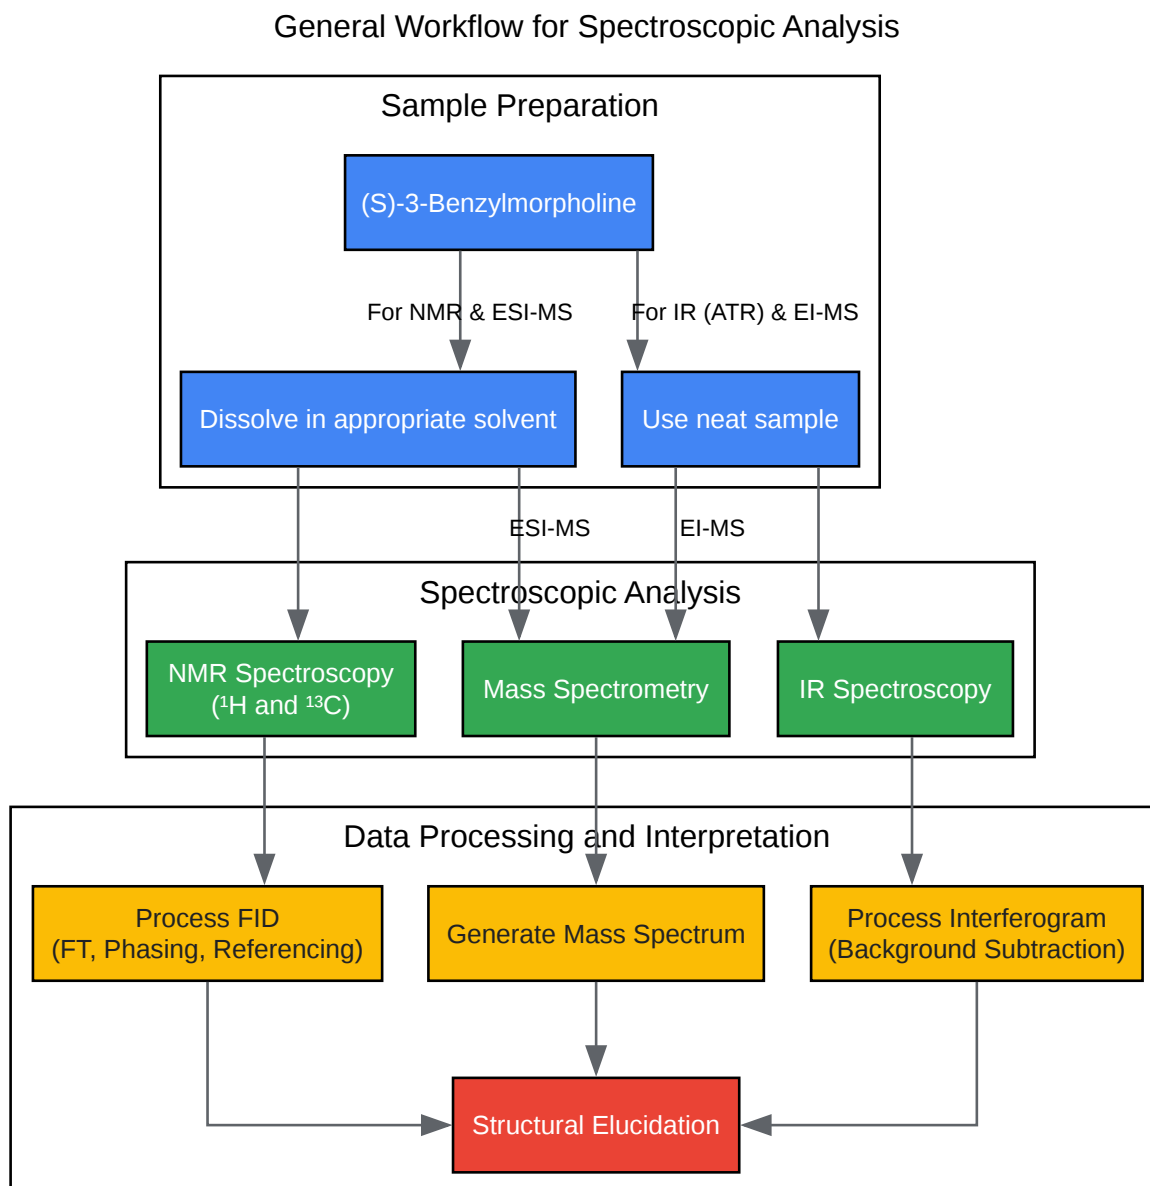 General Workflow for Spectroscopic Analysis
Sample Preparation
(S)-3-Benzylmorpholine
For NMR & ESI-MS
For IR (ATR) & EI-MS
Dissolve in appropriate solvent
Use neat sample
ESI-MS
EI-MS
Spectroscopic Analysis
NMR Spectroscopy
(¹H and ¹³C)
Mass Spectrometry
IR Spectroscopy
Data Processing and Interpretation
Process FID
(FT, Phasing, Referencing)
Generate Mass Spectrum
Process Interferogram
(Background Subtraction)
Structural Elucidation